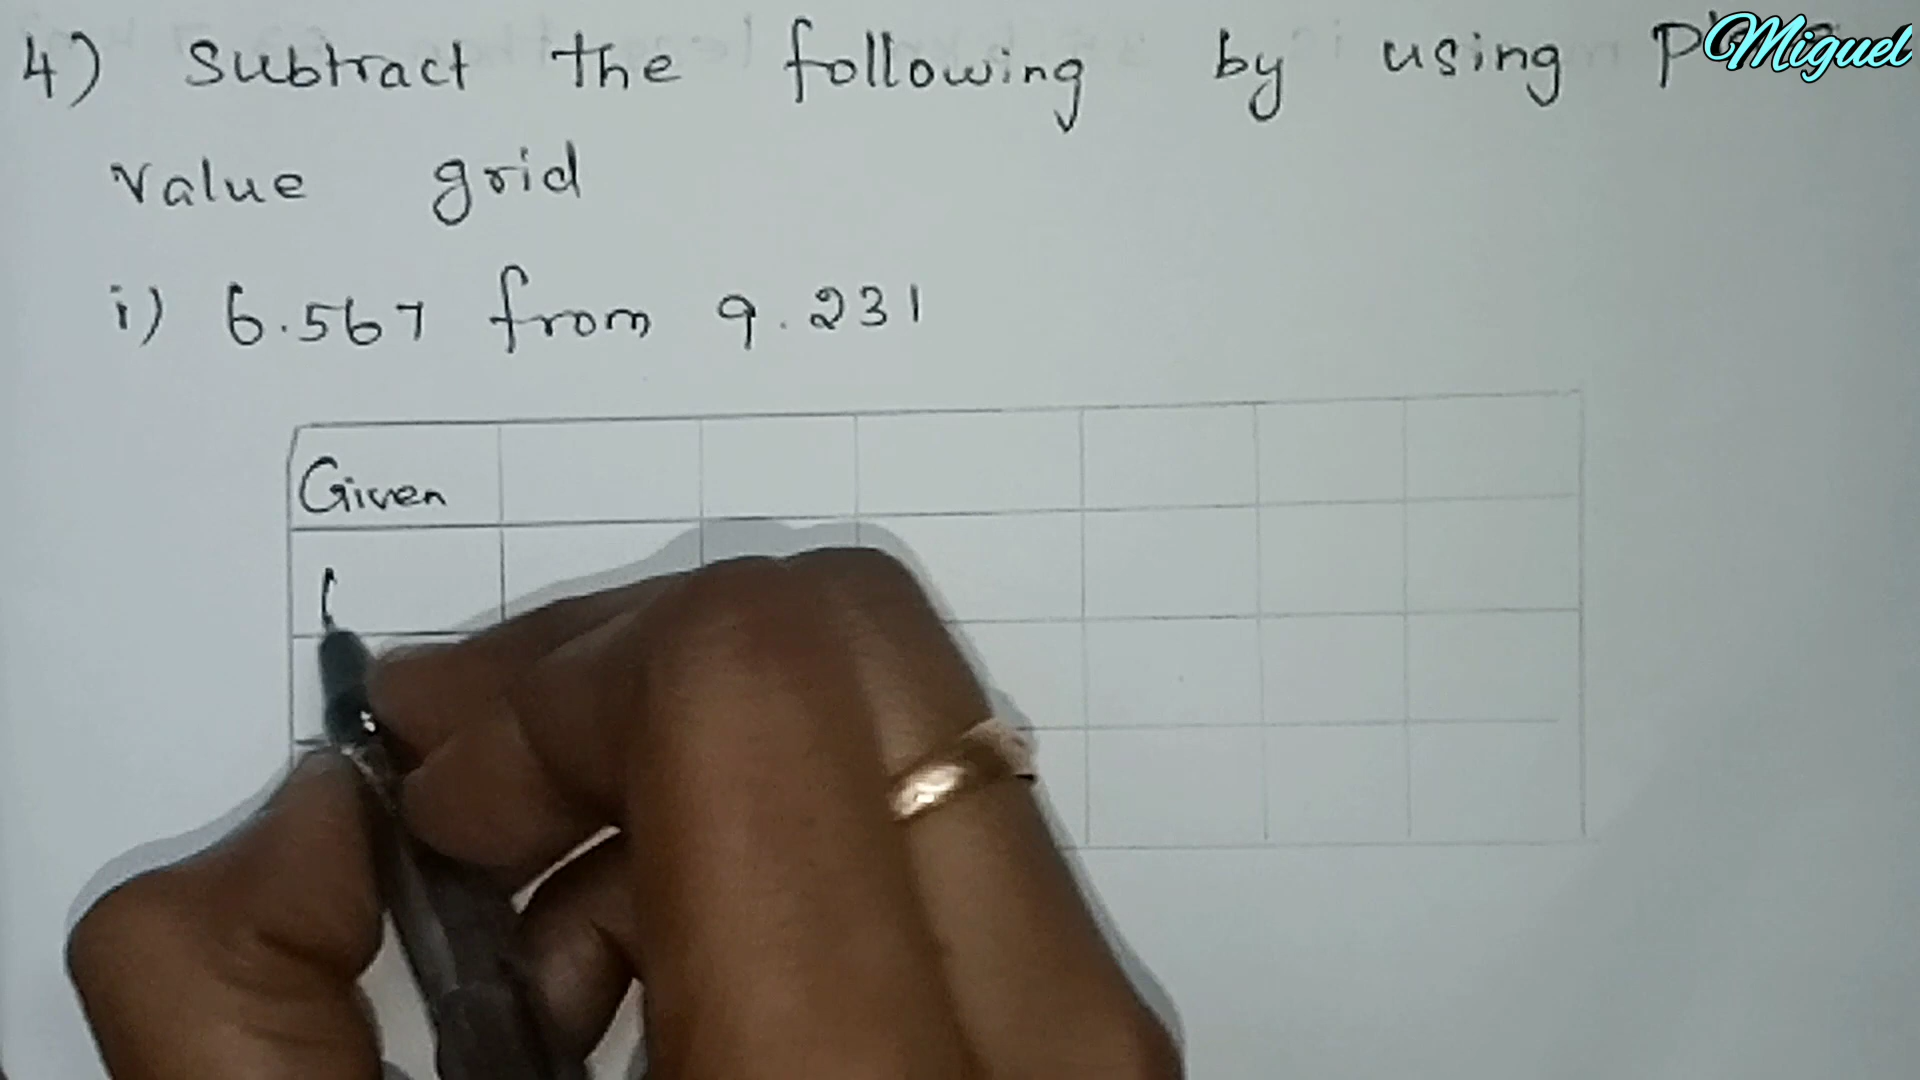 4) Subtract the following by using
Miguel
value grid
i) 6.567 from 9.231
Given